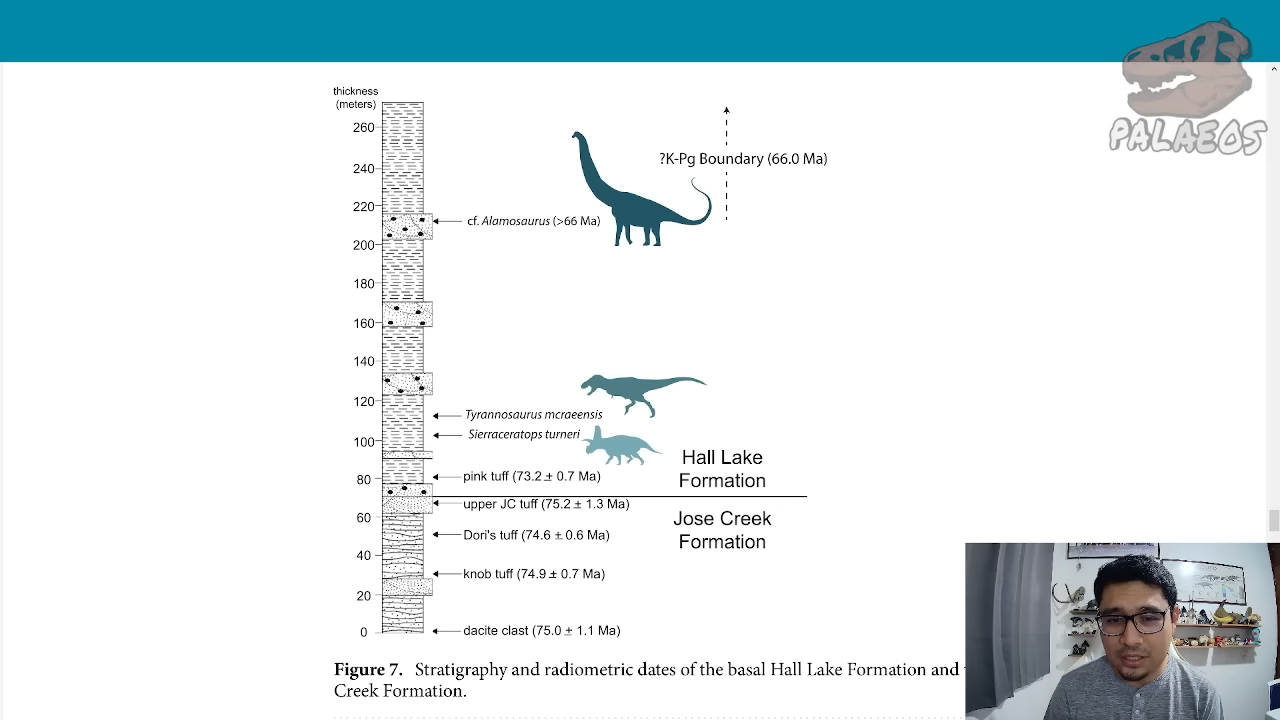 PALAEOS
thickness
(meters)
260
240
220
200
180
160
140
120
100
80
60
40
20
0
?K-Pg Boundary (66.0 Ma)
cf. Alamosaurus (>66 Ma)
Tyrannosaurus mcraeensis
Sierraceratops turneri
Hall Lake
Formation
pink tuff (73.2 ± 0.7 Ma)
upper JC tuff (75.2 ± 1.3 Ma)
Jose Creek
Formation
Dori's tuff (74.6 ± 0.6 Ma)
knob tuff (74.9 ± 0.7 Ma)
dacite clast (75.0 ± 1.1 Ma)
Figure 7. Stratigraphy and radiometric dates of the basal Hall Lake Formation and
Creek Formation.